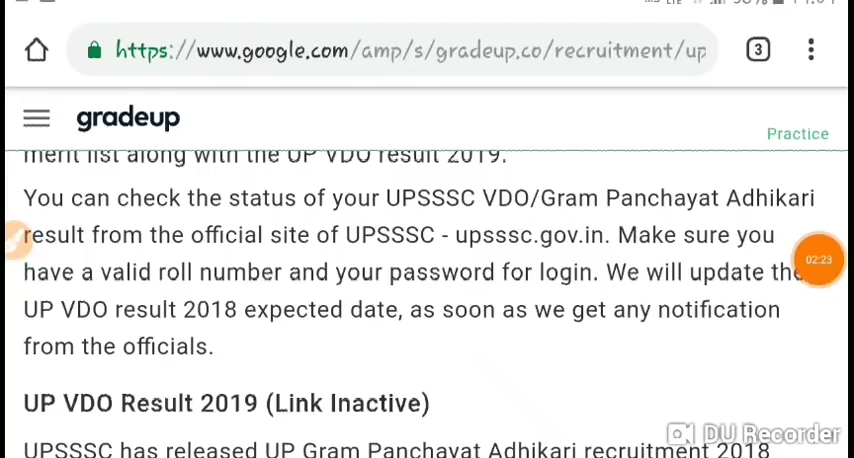 https://www.google.com/amp/s/gradeup.co/recruitment/up
3
gradeup
Practice
merit list along with the UP VDO result 2019.
You can check the status of your UPSSSC VDO/Gram Panchayat Adhikari
result from the official site of UPSSSC - upsssc.gov.in. Make sure you
have a valid roll number and your password for login. We will update the
02:23
UP VDO result 2018 expected date, as soon as we get any notification
from the officials.
UP VDO Result 2019 (Link Inactive)
DU Recorder
UPSSSC has released UP Gram Panchayat Adhikari recruitment 2018